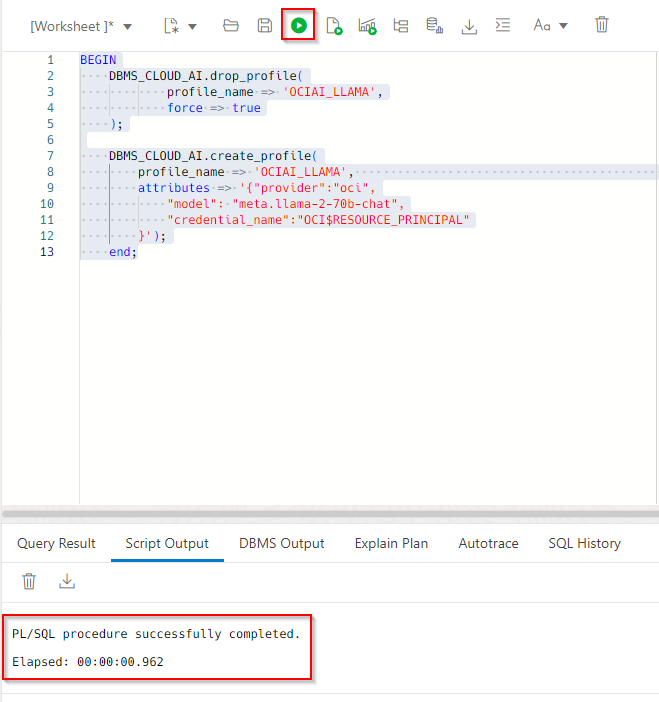 [Worksheet ]*
Aa
1 BEGIN
2 DBMS_CLOUD_AI.drop_profile(
3 profile_name => 'OCIAI_LLAMA',
4 force => true
5 );
6
7 DBMS_CLOUD_AI.create_profile(
8 profile_name => 'OCIAI_LLAMA',
9 attributes => '{"provider":"oci",
10 "model": "meta.llama-2-70b-chat",
11 "credential_name":"OCI$RESOURCE_PRINCIPAL"
12 }');
13 end;
Query Result Script Output DBMS Output Explain Plan Autotrace SQL History
PL/SQL procedure successfully completed.
Elapsed: 00:00:00.962